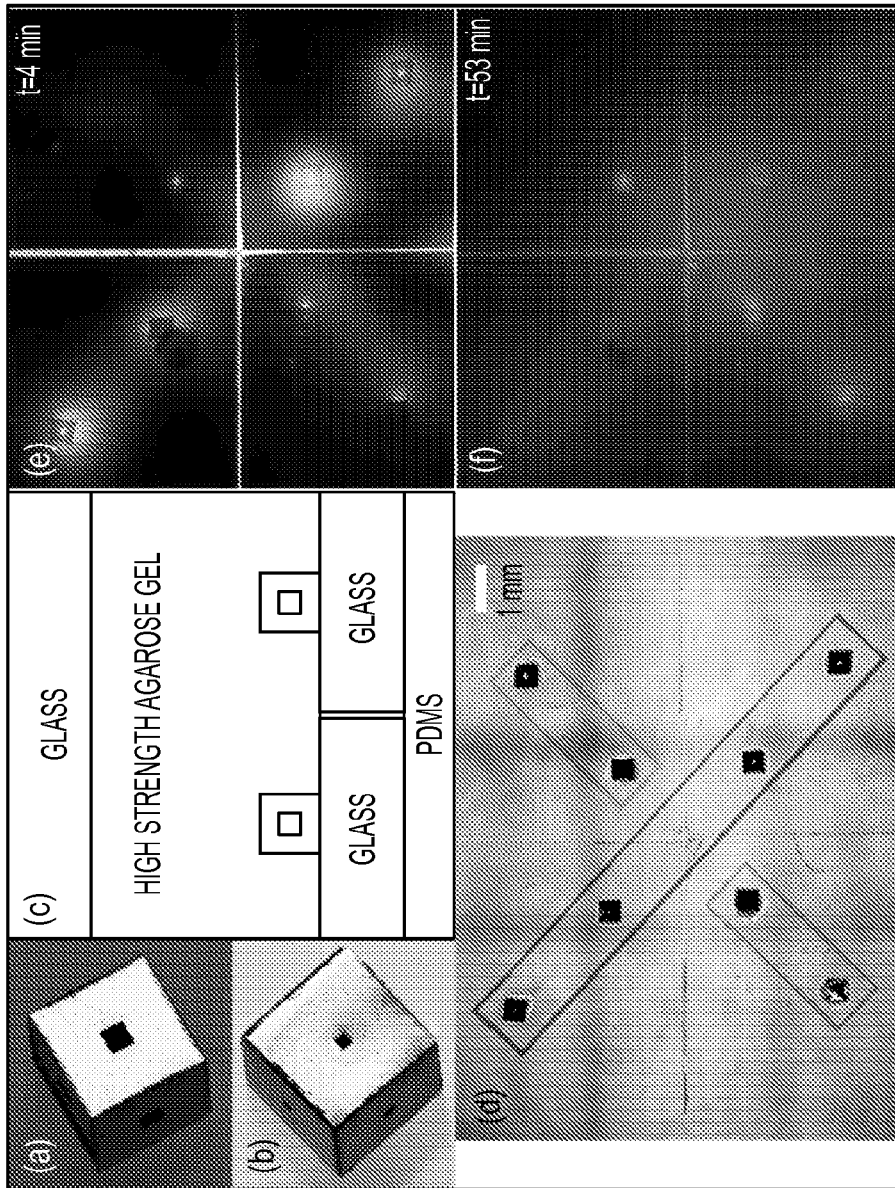 (a)
(b)
(c)
GLASS
HIGH STRENGTH AGAROSE GEL
GLASS
GLASS
PDMS
(d)
1 mm
(e)
t=4 min
(f)
t=53 min